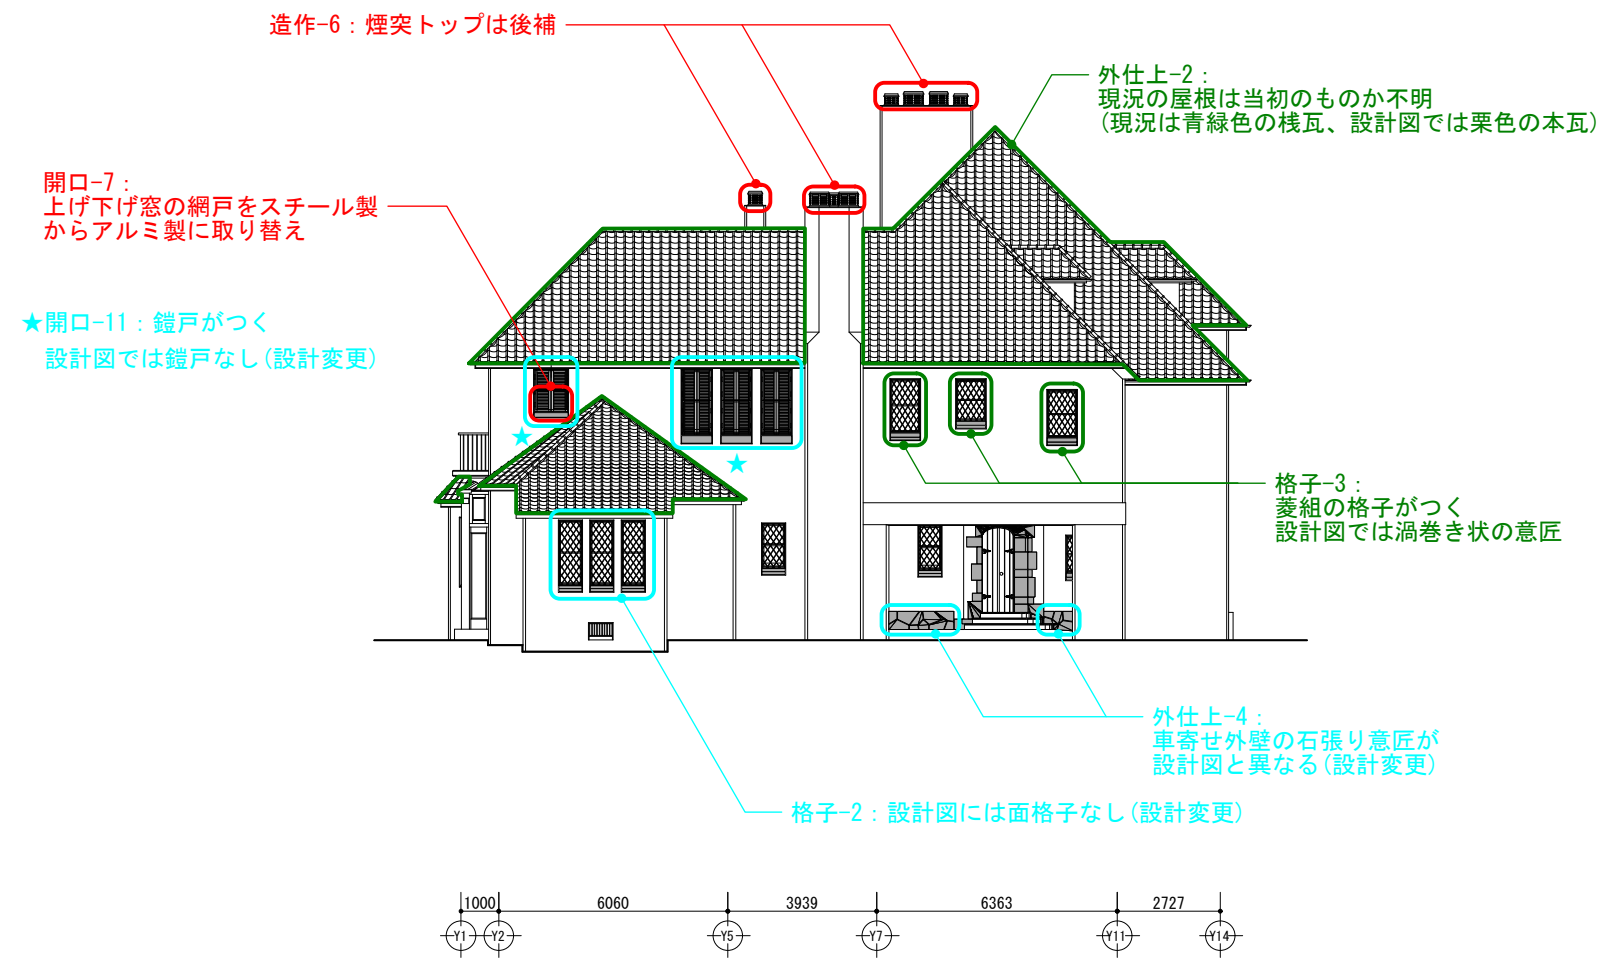 造作-6：煙突トップは後補
外仕上-2：
現況の屋根は当初のものか不明
(現況は青緑色の桟瓦、設計図では栗色の本瓦)
開口-7：
上げ下げ窓の網戸をスチール製
からアルミ製に取り替え
★開口-11：鎧戸がつく
設計図では鎧戸なし(設計変更)
★
★
格子-3：
菱組の格子がつく
設計図では渦巻き状の意匠
外仕上-4：
車寄せ外壁の石張り意匠が
設計図と異なる(設計変更)
格子-2：設計図には面格子なし(設計変更)
1000 6060 3939 6363 2727
Y1 Y2 Y5 Y7 Y11 Y14